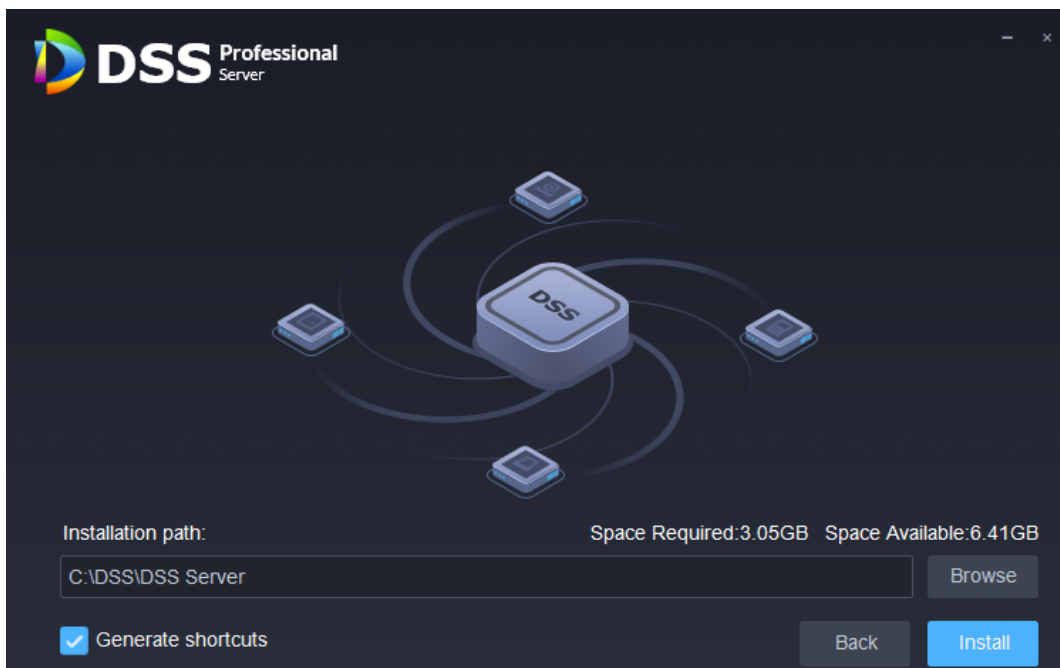 DSS Professional
Server
DSS
Installation path:
Space Required:3.05GB Space Available:6.41GB
C:\DSS\DSS Server
Browse
Generate shortcuts
Back
Install